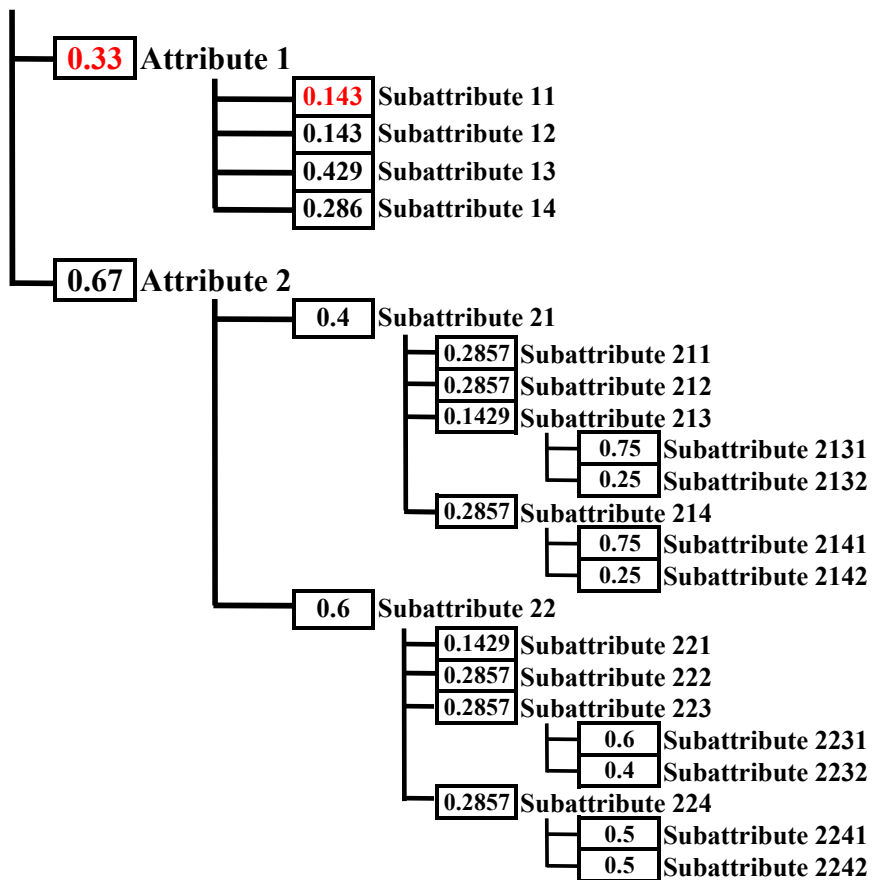 0.33 Attribute 1
0.143 Subattribute 11
0.143 Subattribute 12
0.429 Subattribute 13
0.286 Subattribute 14
0.67 Attribute 2
0.4 Subattribute 21
0.2857 Subattribute 211
0.2857 Subattribute 212
0.1429 Subattribute 213
0.75 Subattribute 2131
0.25 Subattribute 2132
0.2857 Subattribute 214
0.75 Subattribute 2141
0.25 Subattribute 2142
0.6 Subattribute 22
0.1429 Subattribute 221
0.2857 Subattribute 222
0.2857 Subattribute 223
0.6 Subattribute 2231
0.4 Subattribute 2232
0.2857 Subattribute 224
0.5 Subattribute 2241
0.5 Subattribute 2242